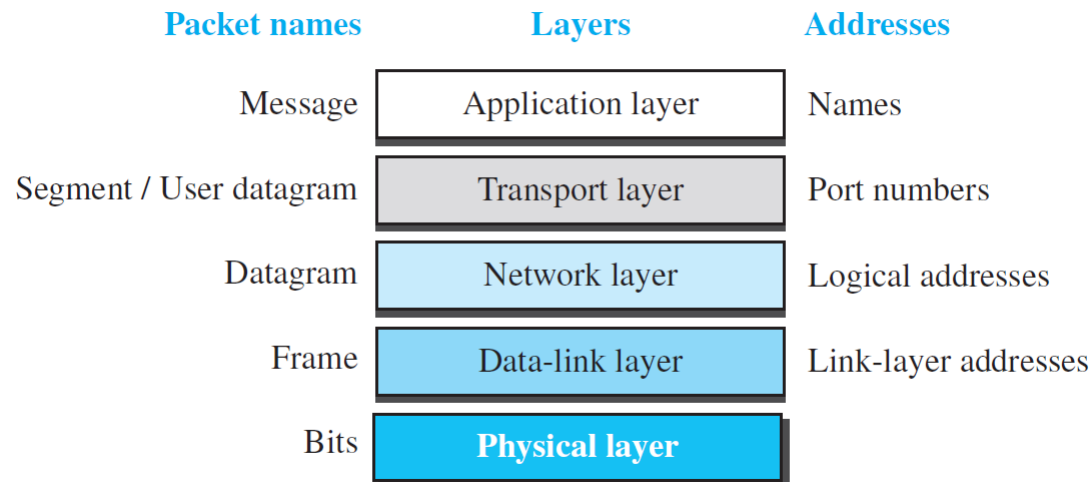 Packet names Layers Addresses
Message Application layer Names
Segment / User datagram Transport layer Port numbers
Datagram Network layer Logical addresses
Frame Data-link layer Link-layer addresses
Bits Physical layer